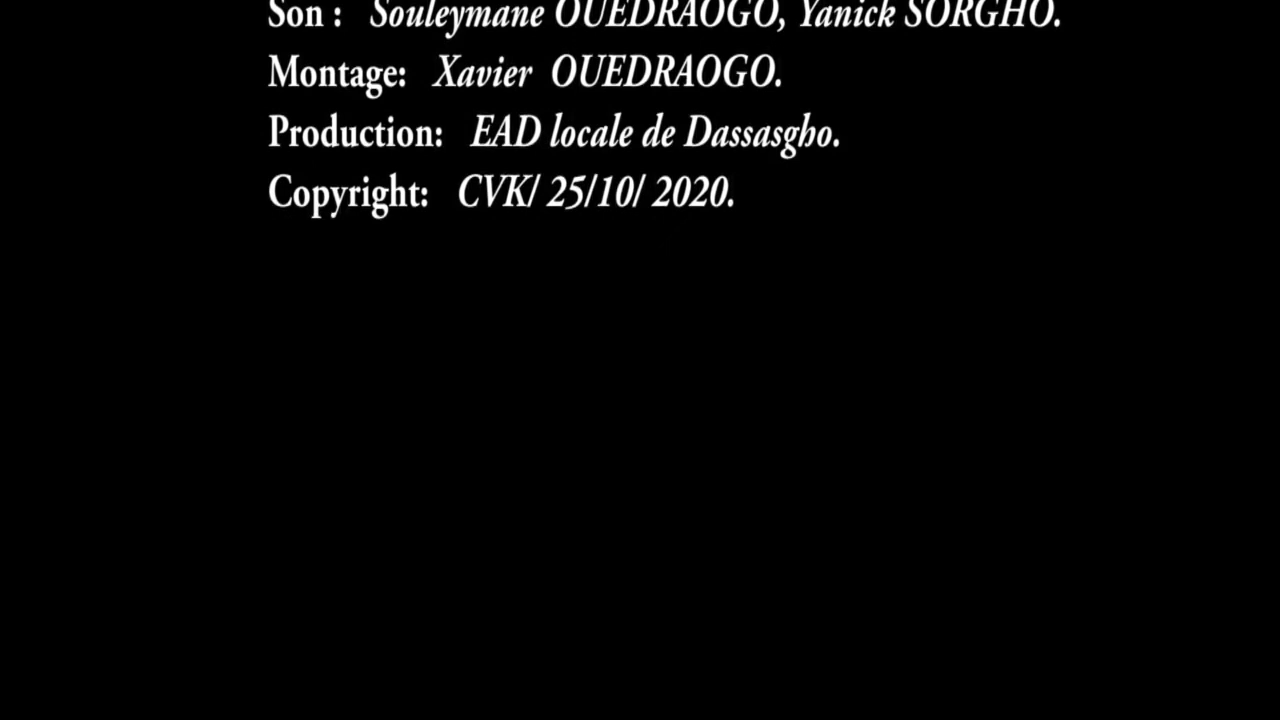 Son : Souleymane OUEDRAOGO, Yanick SORGHO.
Montage: Xavier OUEDRAOGO.
Production: EAD locale de Dassasgho.
Copyright: CVK/ 25/10/ 2020.